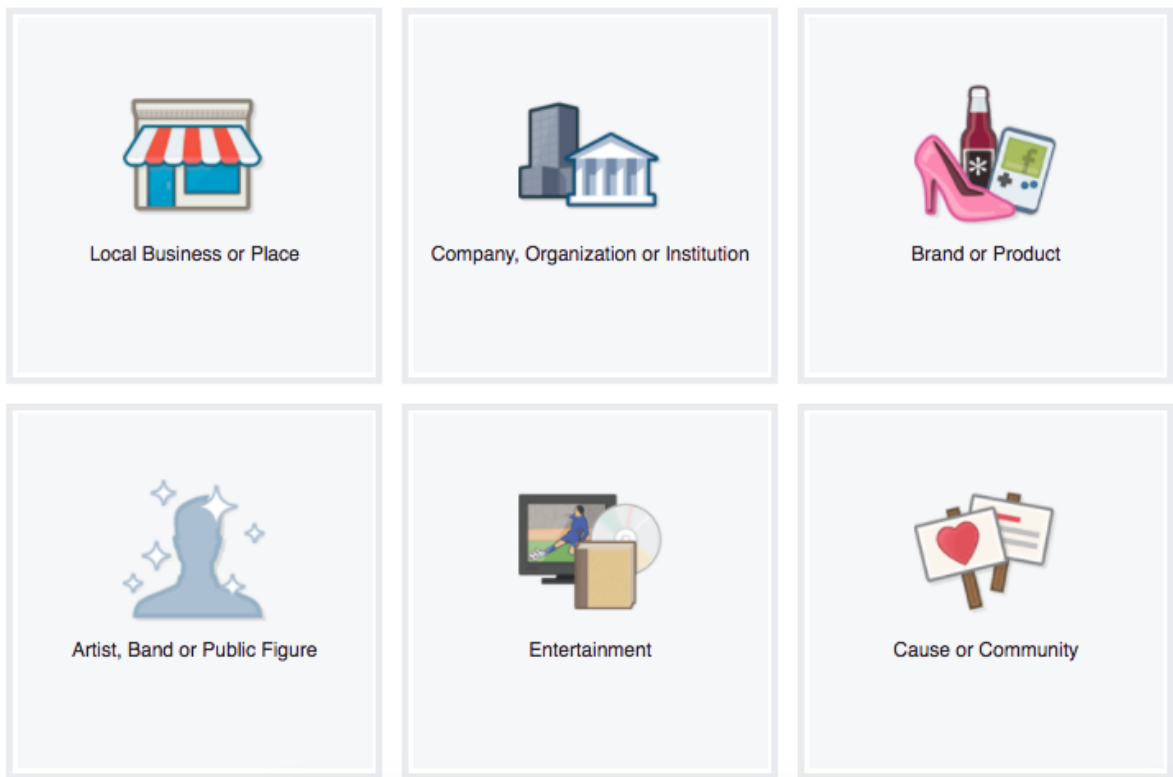 Local Business or Place
Company, Organization or Institution
Brand or Product
Artist, Band or Public Figure
Entertainment
Cause or Community